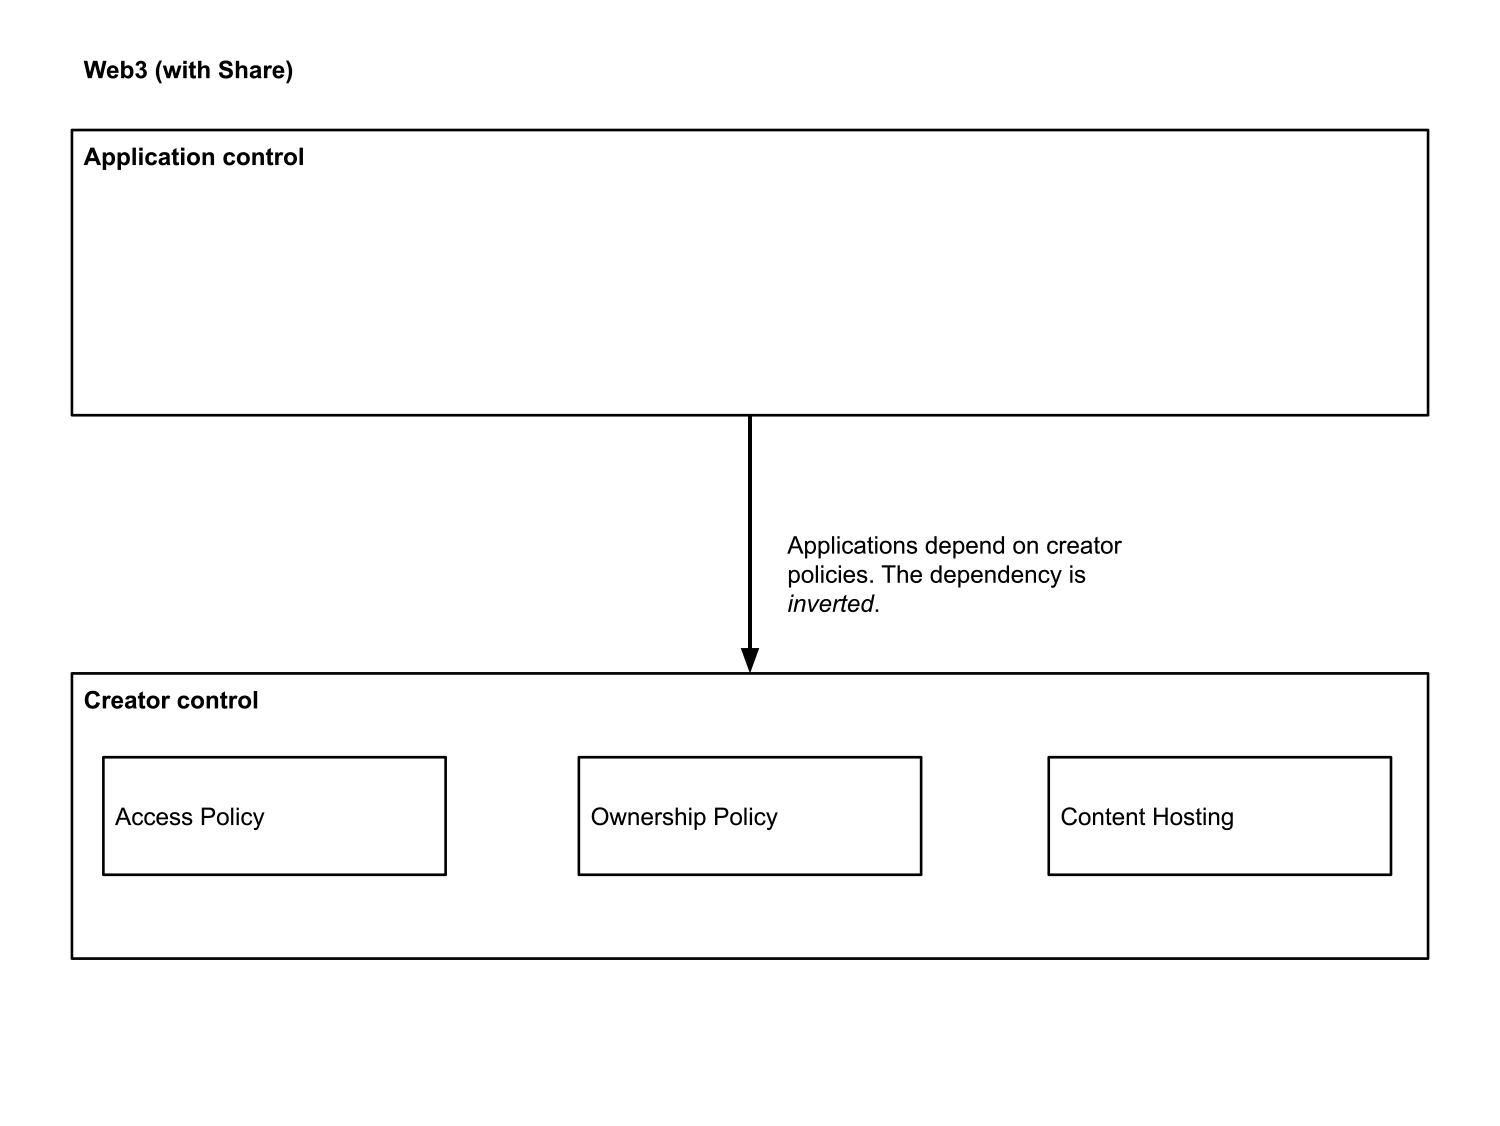 Web3 (with Share)
Application control
Applications depend on creator
policies. The dependency is
inverted.
Creator control
Access Policy
Ownership Policy
Content Hosting